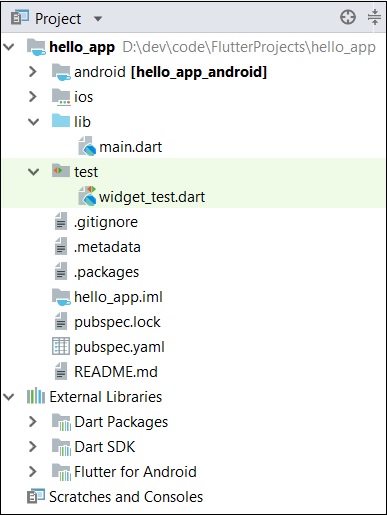 Project
hello_app D:\dev\code\FlutterProjects\hello_app
android [hello_app_android]
ios
lib
main.dart
test
widget_test.dart
.gitignore
.metadata
.packages
hello_app.iml
pubspec.lock
pubspec.yaml
README.md
External Libraries
Dart Packages
Dart SDK
Flutter for Android
Scratches and Consoles